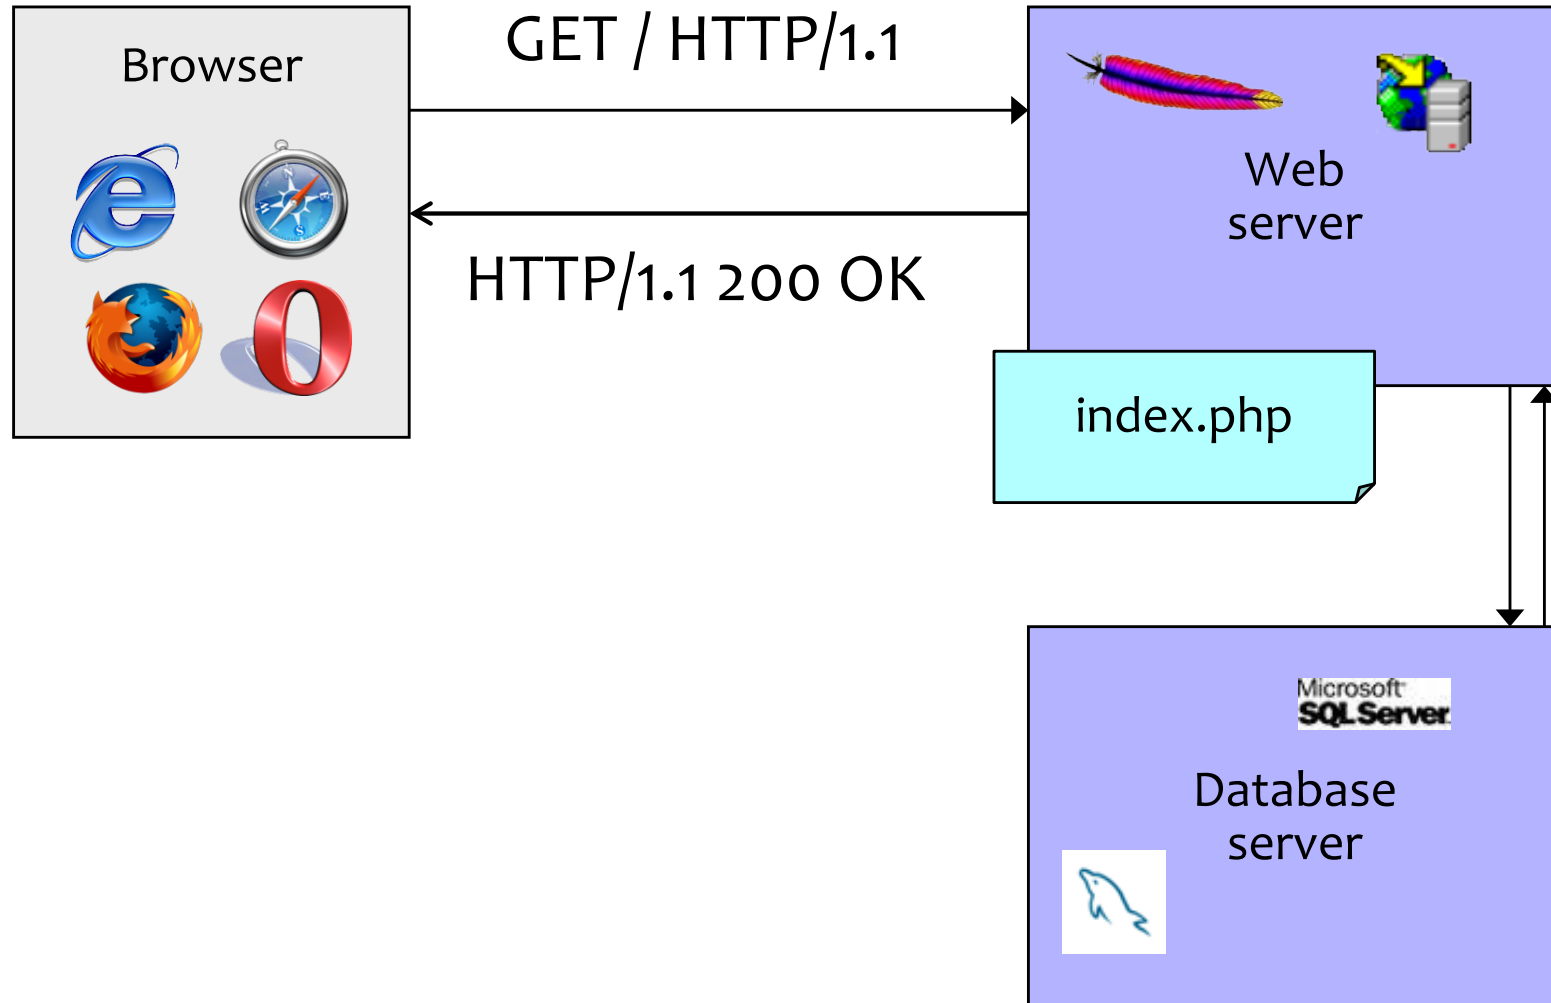 Browser
GET / HTTP/1.1
HTTP/1.1 200 OK
Web
server
index.php
Microsoft
SQL Server
Database
server